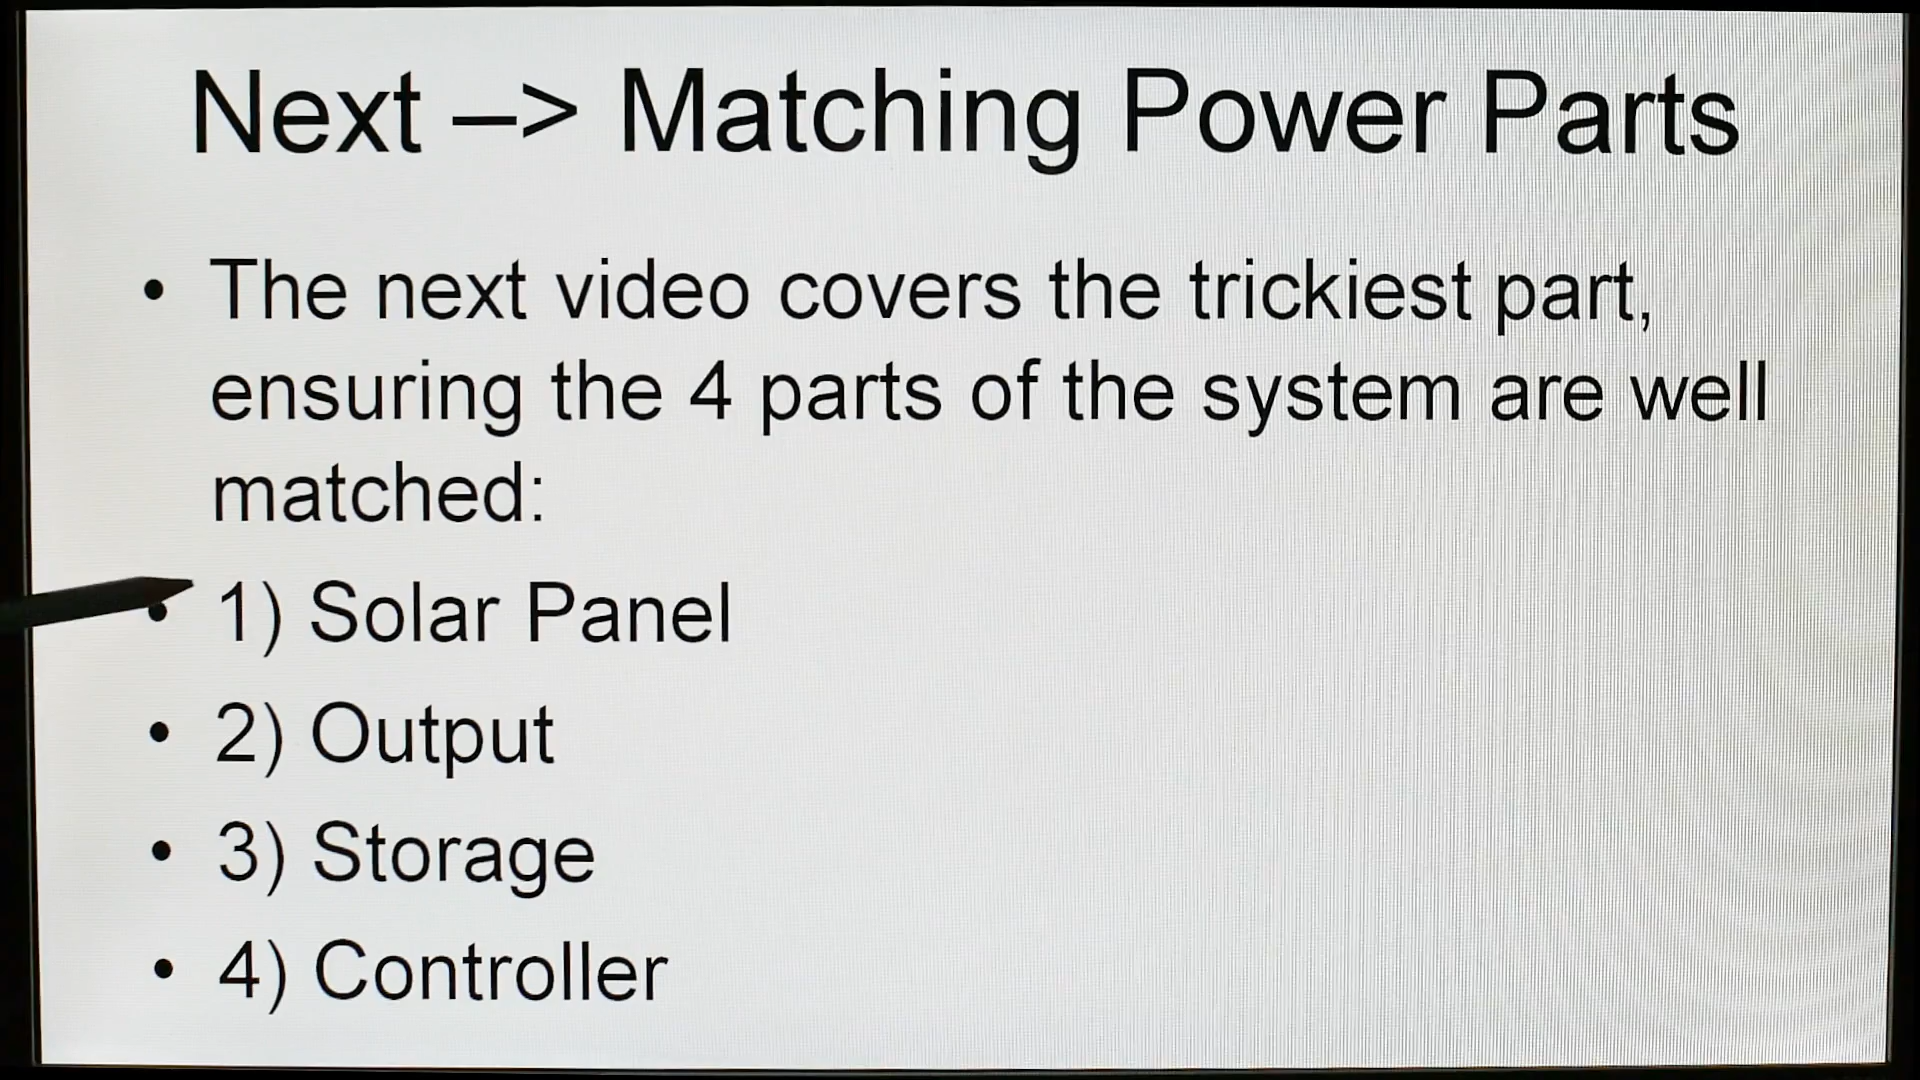 Next –> Matching Power Parts
• The next video covers the trickiest part,
ensuring the 4 parts of the system are well
matched:
• 1) Solar Panel
• 2) Output
• 3) Storage
• 4) Controller